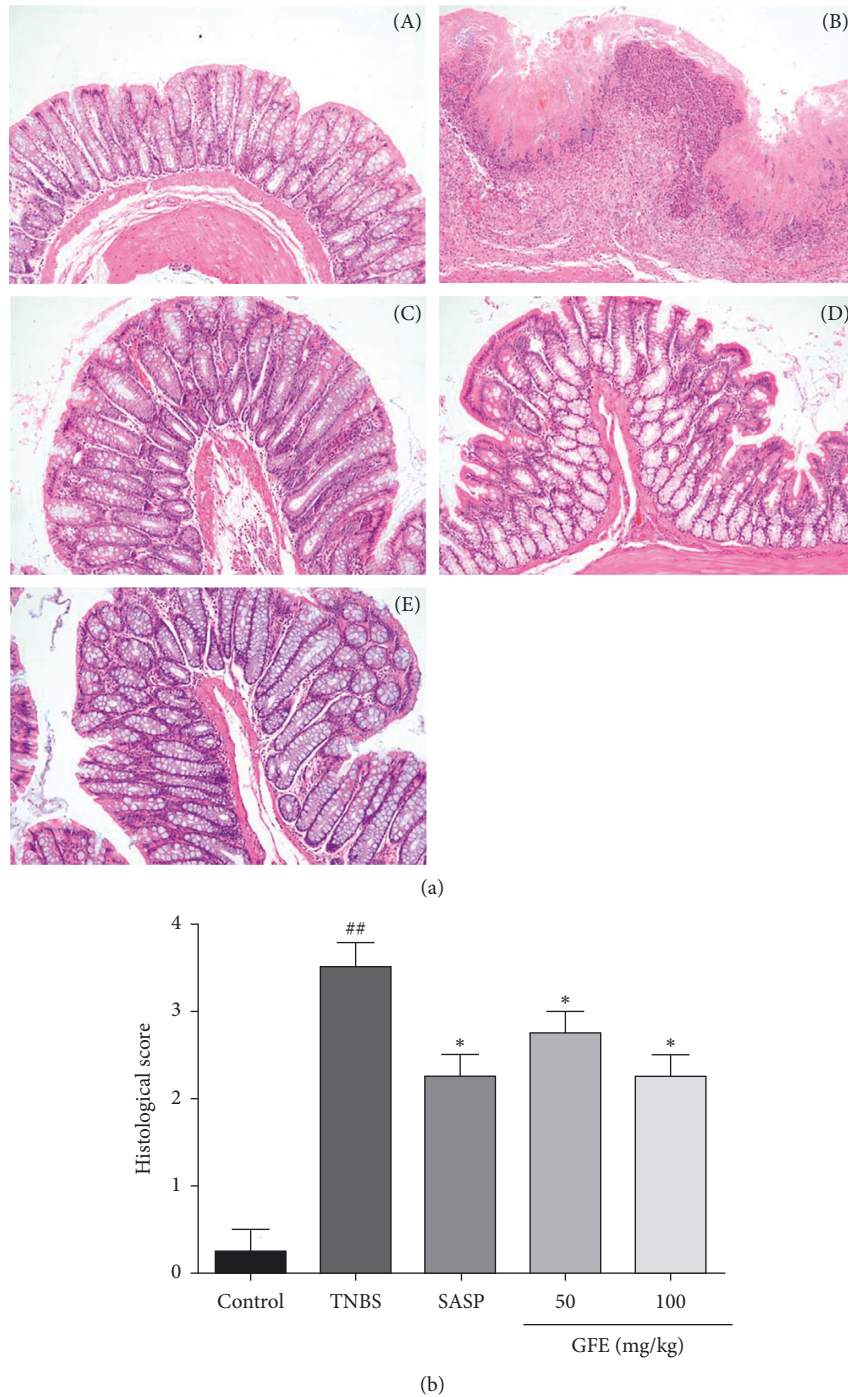 (A)
(B)
(C)
(D)
(E)
(a)
4
3
2
1
0
Histological score
##
*
*
*
Control TNBS SASP 50 100
GFE (mg/kg)
(b)